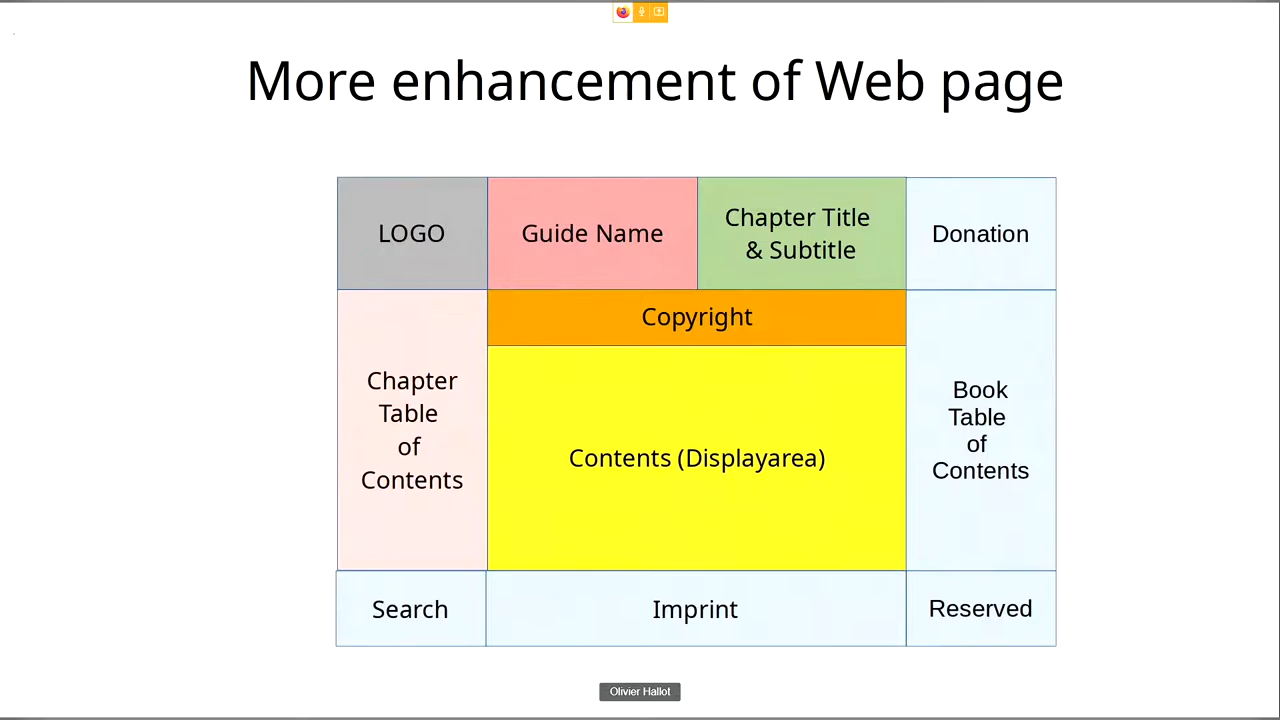 More enhancement of Web page
LOGO
Guide Name
Chapter Title
& Subtitle
Donation
Copyright
Chapter
Table
of
Contents
Contents (Displayarea)
Book
Table
of
Contents
Search
Imprint
Reserved
Olivier Hallot